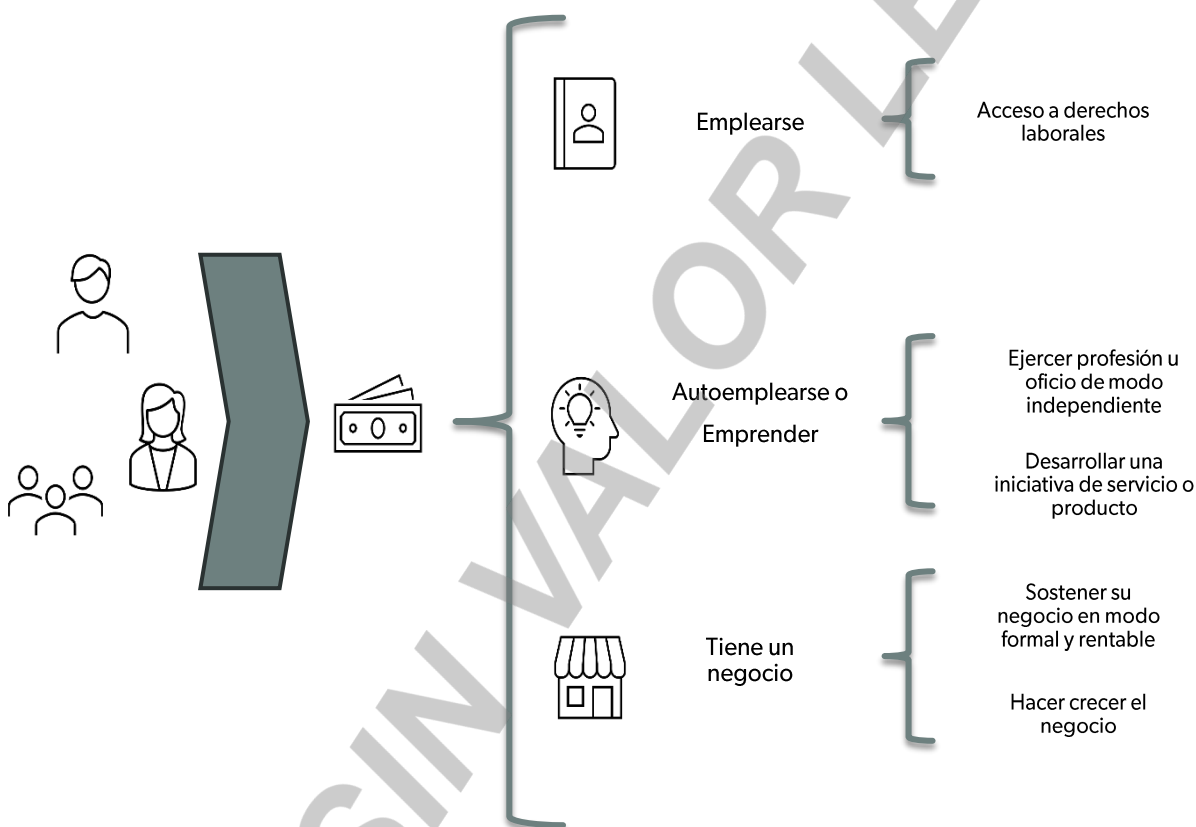 Emplearse
Acceso a derechos
laborales
Autoemplearse o
Emprender
Ejercer profesión u
oficio de modo
independiente
Desarrollar una
iniciativa de servicio o
producto
Tiene un
negocio
Sostener su
negocio en modo
formal y rentable
Hacer crecer el
negocio
SIN VALOR LE